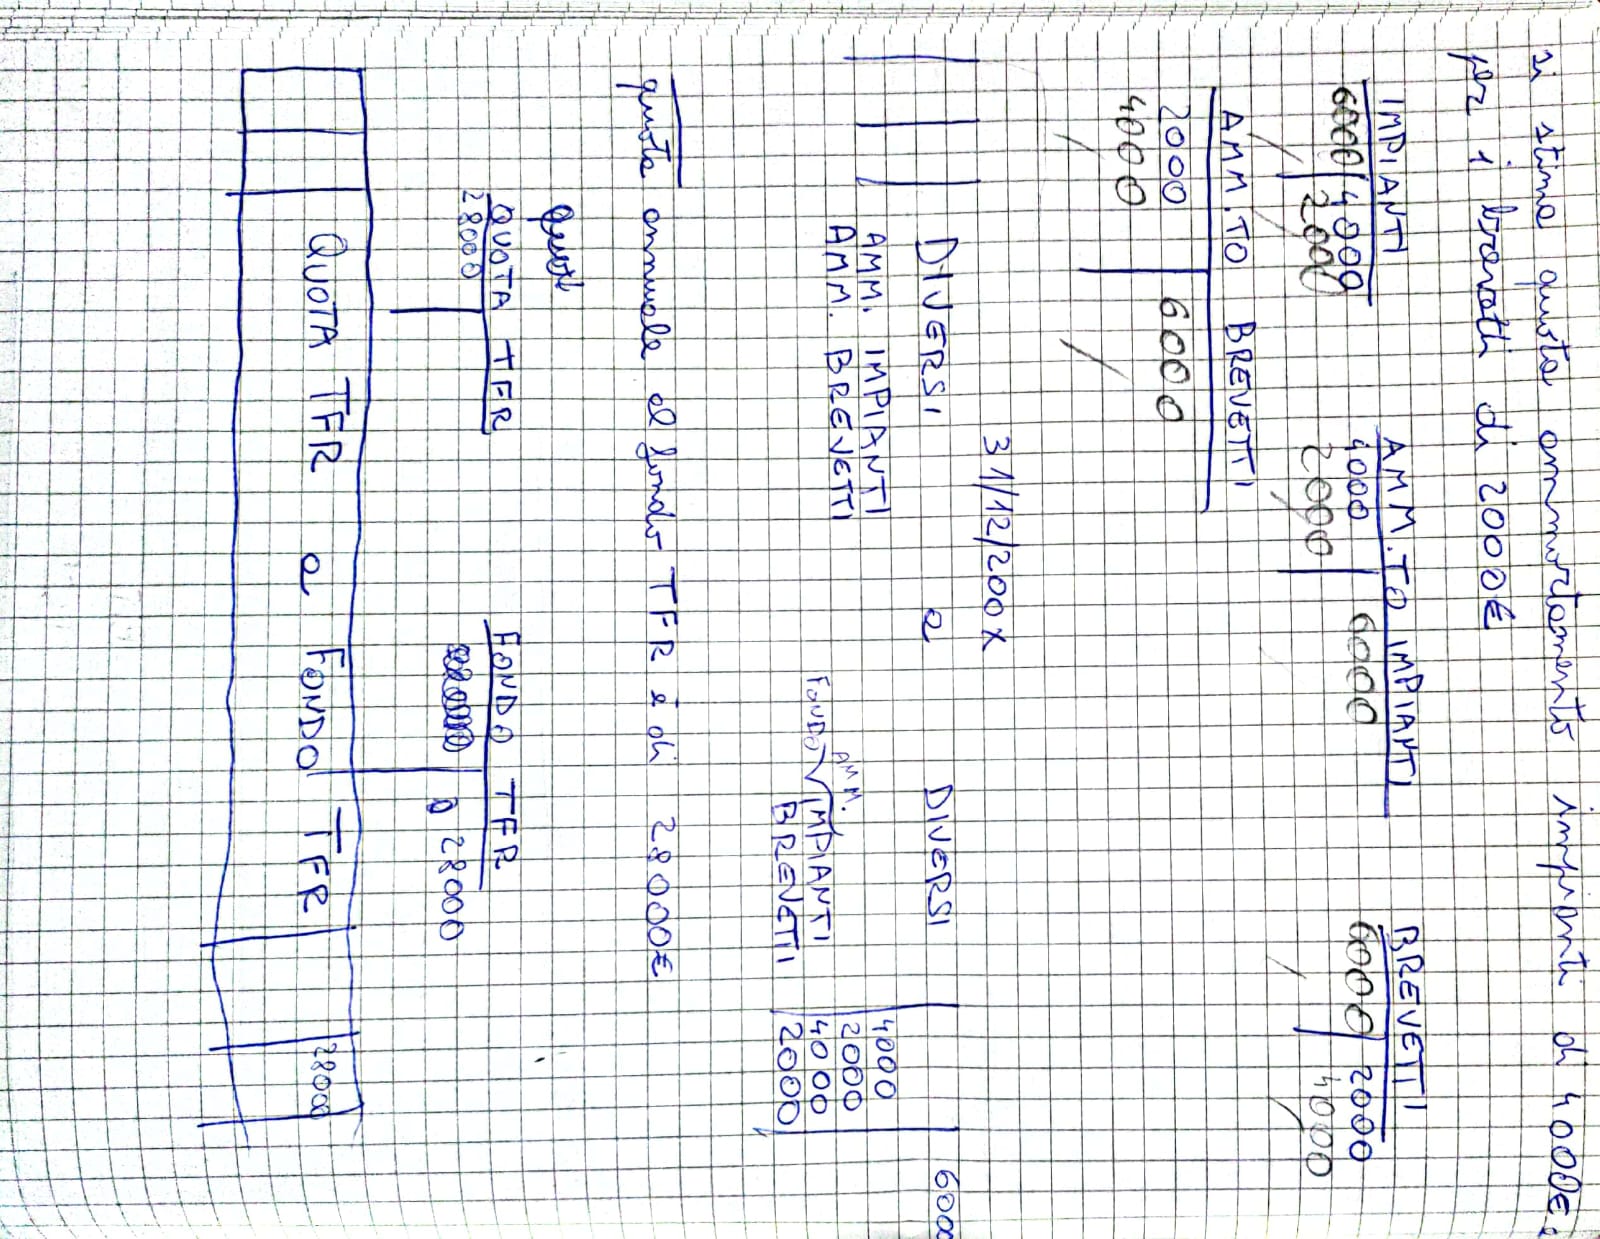 si stima quota ammortamento impianti di 4000€,
per i brevetti di 2000€
IMPIANTI
6000 4000
2000
AMM.TO IMPIANTI
4000 6000
2000
BREVETTI
6000 2000
4000
AMM.TO BREVETTI
2000 6000
4000
31/12/200X
DIVERSI a DIVERSI 6000
AMM. IMPIANTI 4000
AMM. BREVETTI 2000
FONDO AMM. IMPIANTI 4000
BREVETTI 2000
quota annuale al fondo TFR è di 28000€
QUOTA TFR
28000
FONDO TFR
28000
QUOTA TFR a FONDO TFR 28000